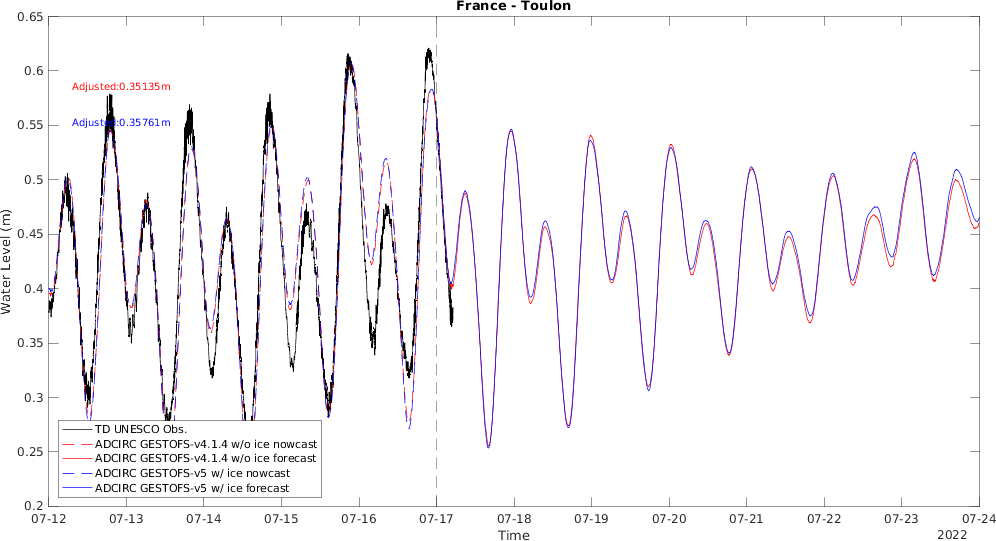 France - Toulon
0.65
0.6
0.55
0.5
0.45
0.4
0.35
0.3
0.25
0.2
Water Level (m)
Adjusted:0.35135m
Adjusted:0.35761m
TD UNESCO Obs.
ADCIRC GESTOFS-v4.1.4 w/o ice nowcast
ADCIRC GESTOFS-v4.1.4 w/o ice forecast
ADCIRC GESTOFS-v5 w/ ice nowcast
ADCIRC GESTOFS-v5 w/ ice forecast
07-12 07-13 07-14 07-15 07-16 07-17 07-18 07-19 07-20 07-21 07-22 07-23 07-24
Time
2022